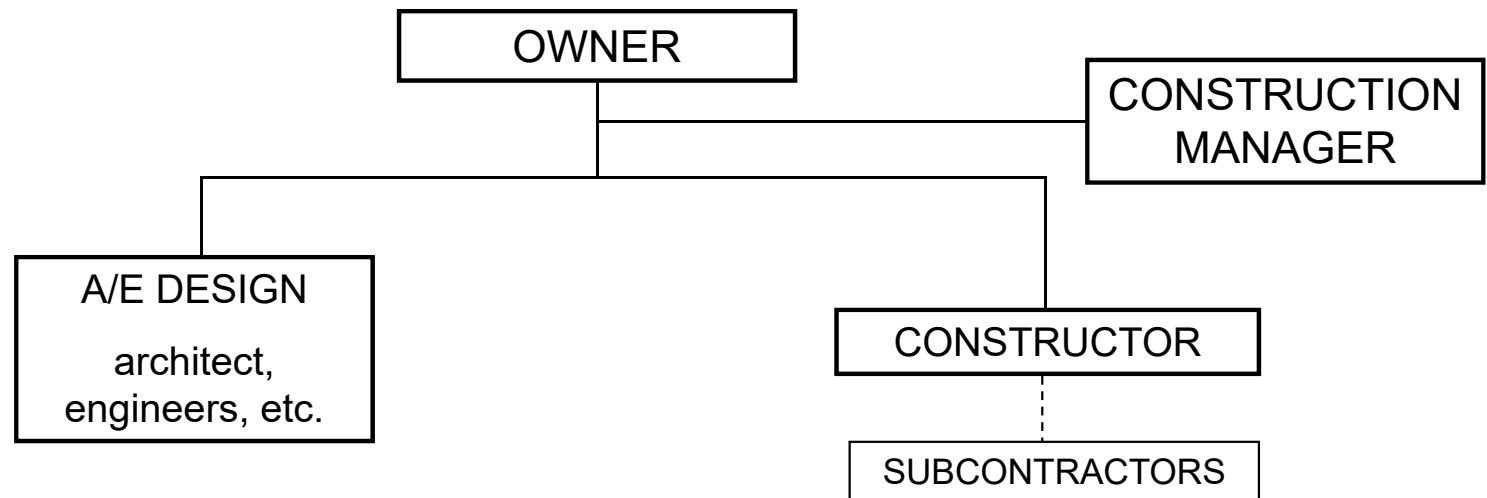 OWNER
CONSTRUCTION
MANAGER
A/E DESIGN
architect,
engineers, etc.
CONSTRUCTOR
SUBCONTRACTORS